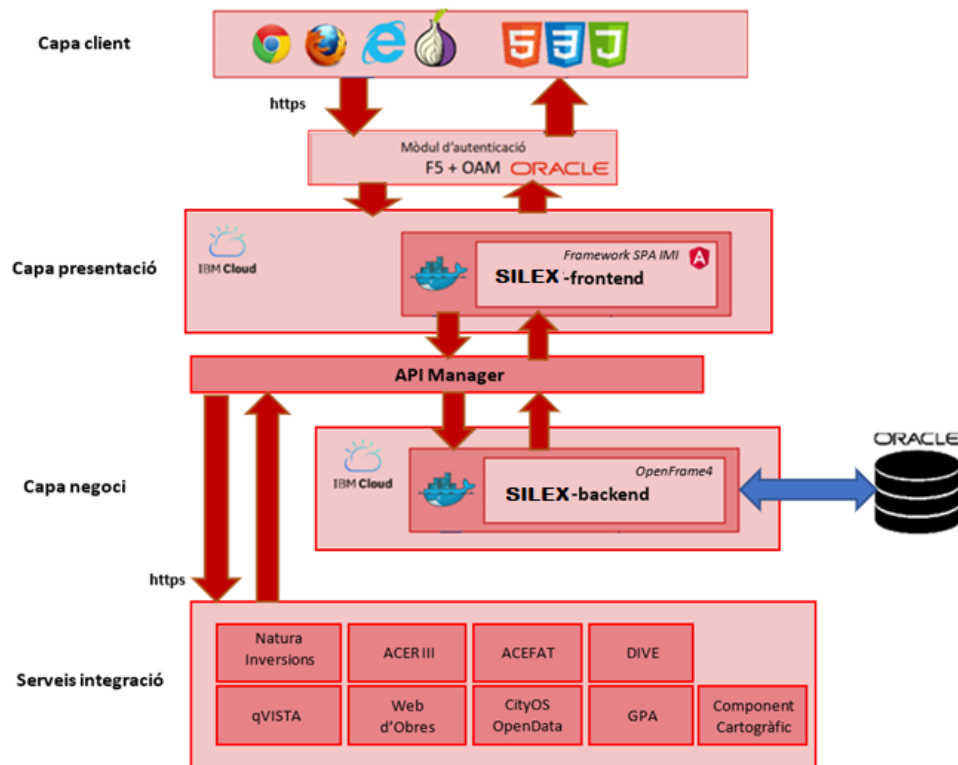 Capa client
https
Mòdul d'autenticació
F5 + OAM ORACLE
Capa presentació
IBM Cloud
Framework SPA IMI
SILEX-frontend
API Manager
Capa negoci
IBM Cloud
OpenFrame4
SILEX-backend
ORACLE
https
Serveis integració
Natura
Inversions
ACER III
ACEFAT
DIVE
qVISTA
Web
d'Obres
CityOS
OpenData
GPA
Component
Cartogràfic